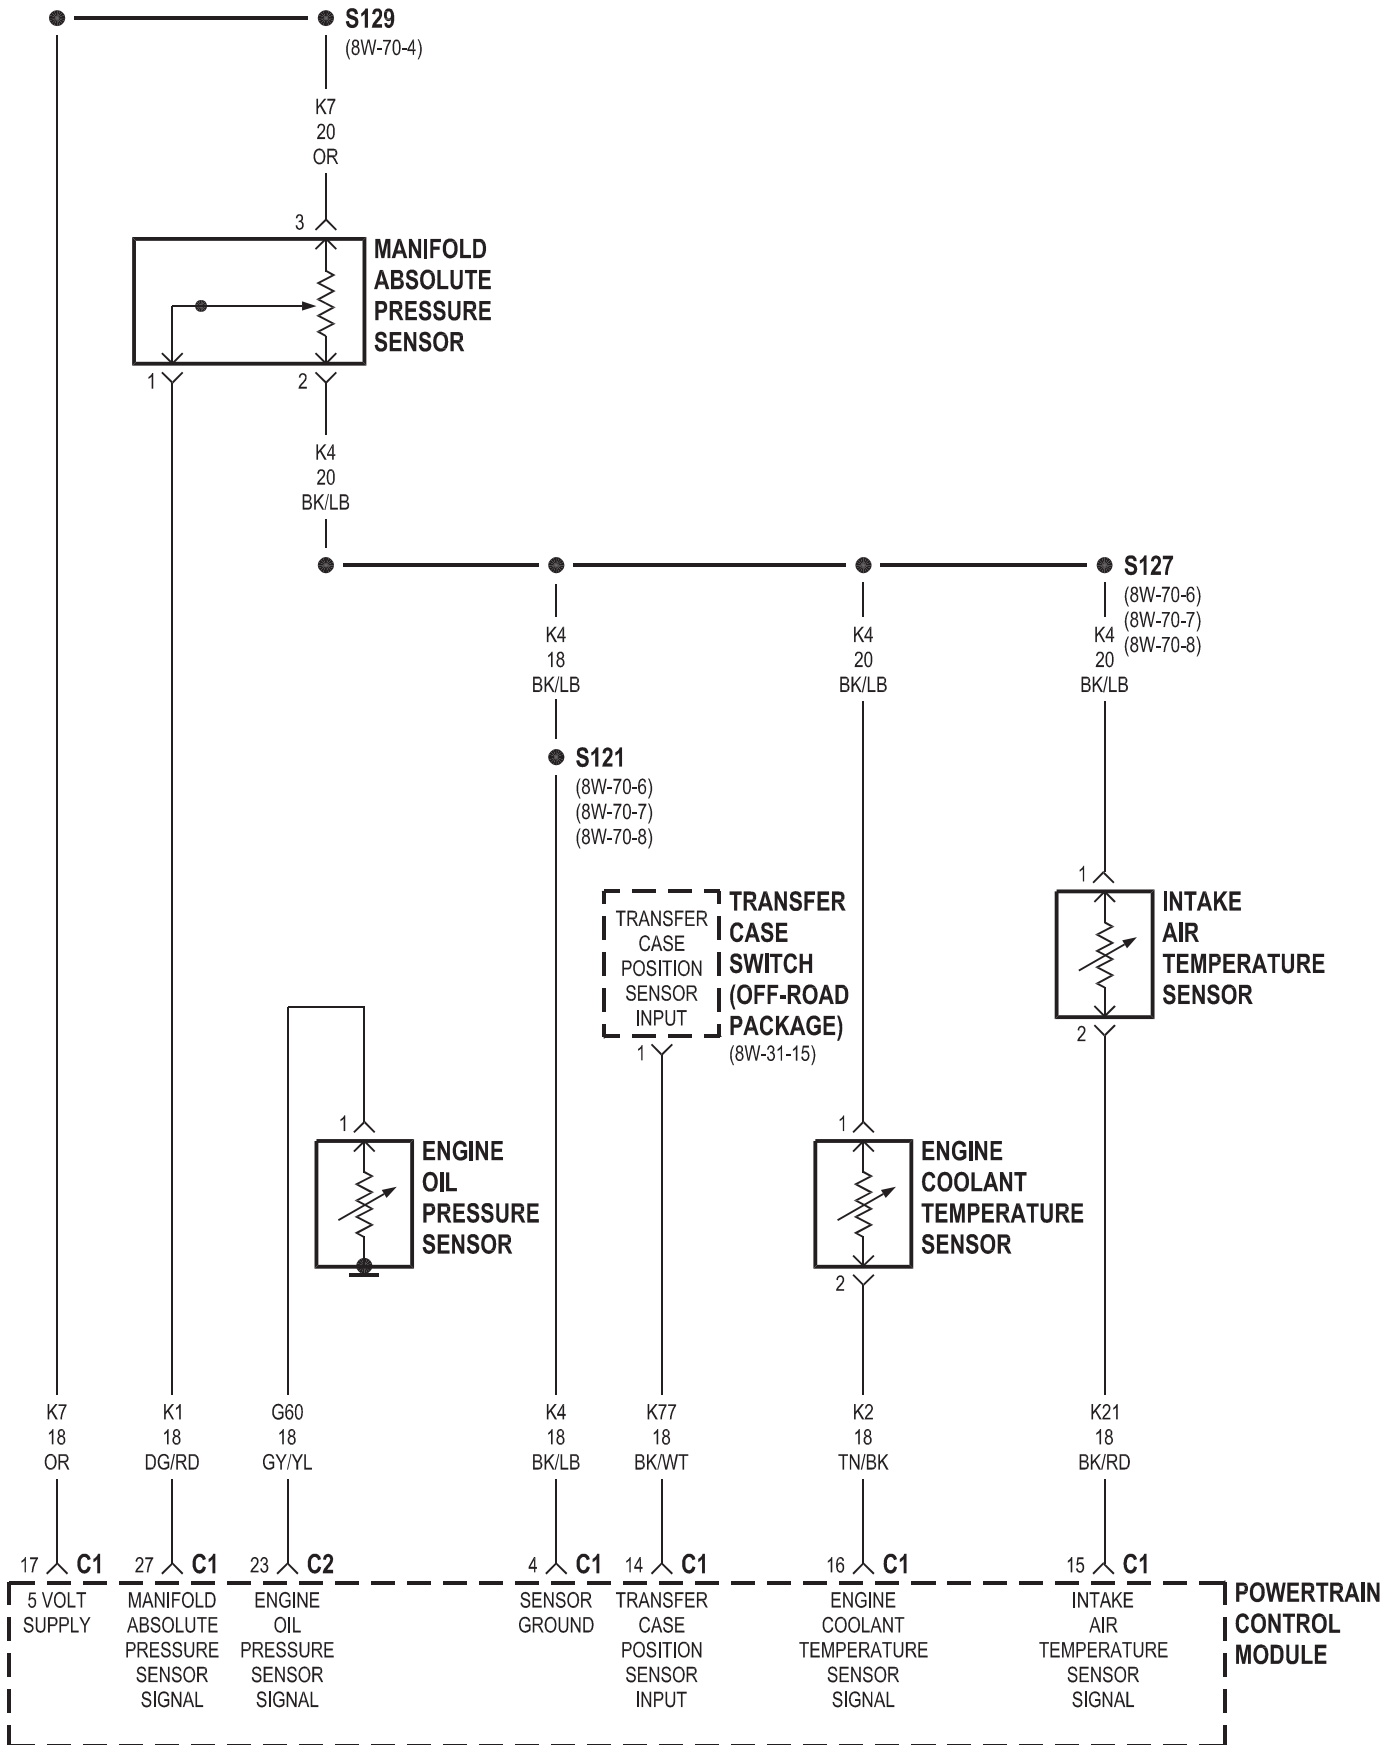 S129
(8W-70-4)
K7
20
OR
3
MANIFOLD
ABSOLUTE
PRESSURE
SENSOR
1
2
K4
20
BK/LB
S127
(8W-70-6)
(8W-70-7)
(8W-70-8)
K4
18
BK/LB
K4
20
BK/LB
K4
20
BK/LB
S121
(8W-70-6)
(8W-70-7)
(8W-70-8)
TRANSFER
CASE
POSITION
SENSOR
INPUT
TRANSFER
CASE
SWITCH
(OFF-ROAD
PACKAGE)
(8W-31-15)
1
1
INTAKE
AIR
TEMPERATURE
SENSOR
2
1
ENGINE
OIL
PRESSURE
SENSOR
1
ENGINE
COOLANT
TEMPERATURE
SENSOR
2
K7
18
OR
K1
18
DG/RD
G60
18
GY/YL
K4
18
BK/LB
K77
18
BK/WT
K2
18
TN/BK
K21
18
BK/RD
17 C1
27 C1
23 C2
4 C1
14 C1
16 C1
15 C1
5 VOLT
SUPPLY
MANIFOLD
ABSOLUTE
PRESSURE
SENSOR
SIGNAL
ENGINE
OIL
PRESSURE
SENSOR
SIGNAL
SENSOR
GROUND
TRANSFER
CASE
POSITION
SENSOR
INPUT
ENGINE
COOLANT
TEMPERATURE
SENSOR
SIGNAL
INTAKE
AIR
TEMPERATURE
SENSOR
SIGNAL
POWERTRAIN
CONTROL
MODULE